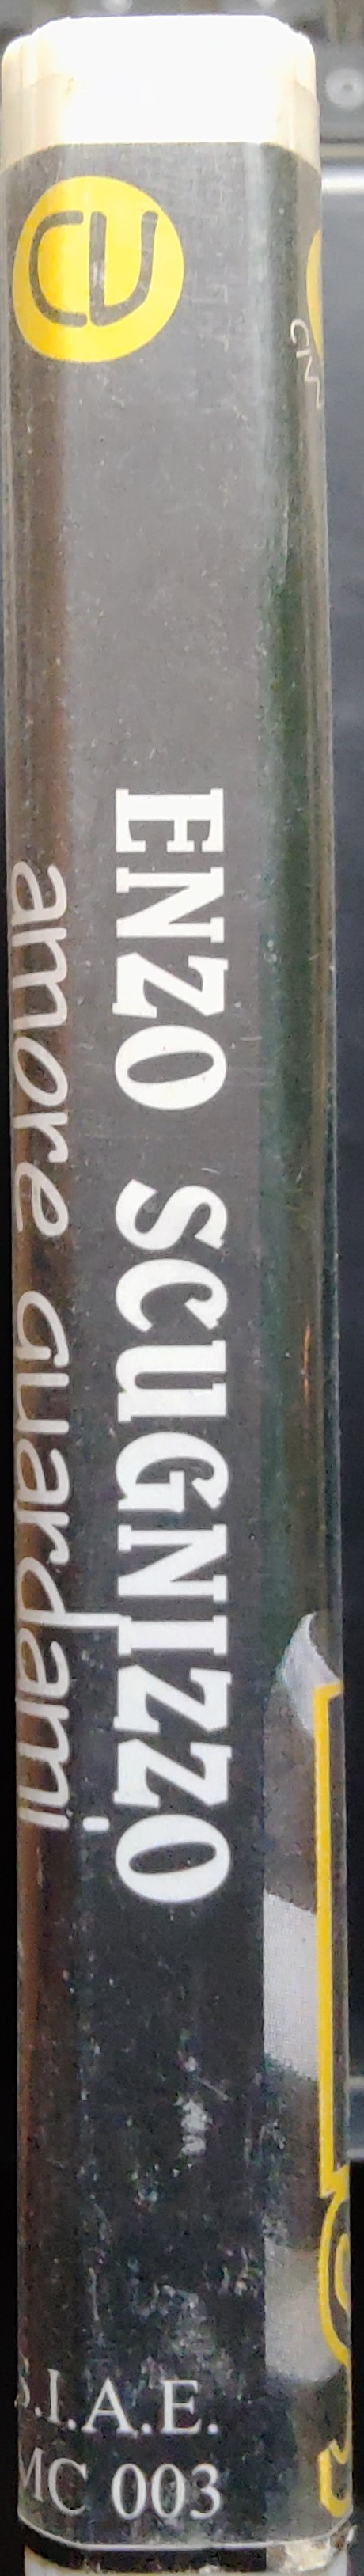 ENZO SCUGNIZZO
amore guardami
S.I.A.E.
MC 003